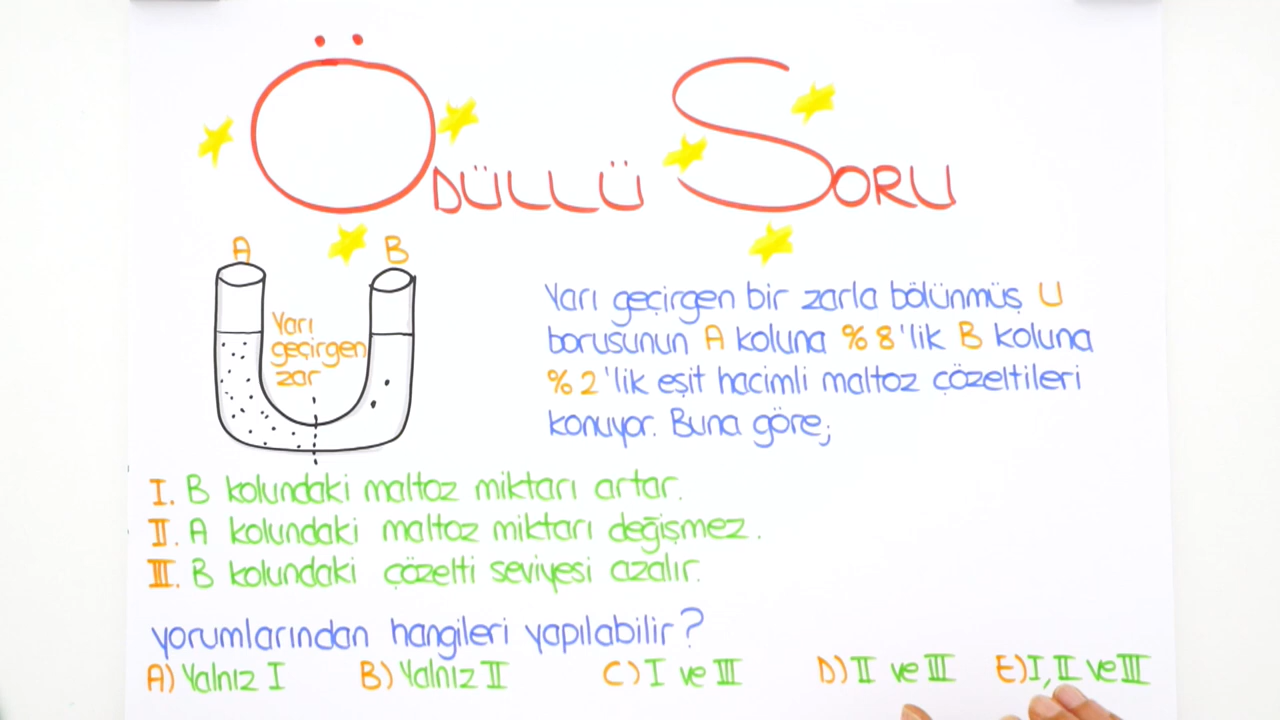 ÖDÜLLÜ SORU
A
B
Yarı
geçirgen
zar
Yarı geçirgen bir zarla bölünmüş U
borusunun A koluna %8'lik B koluna
%2'lik eşit hacimli maltoz çözeltileri
konuyor. Buna göre;
I. B kolundaki maltoz miktarı artar.
II. A kolundaki maltoz miktarı değişmez.
III. B kolundaki çözelti seviyesi azalır.
yorumlarından hangileri yapılabilir?
A) Yalnız I B) Yalnız II C) I ve III D) II ve III E) I, II ve III